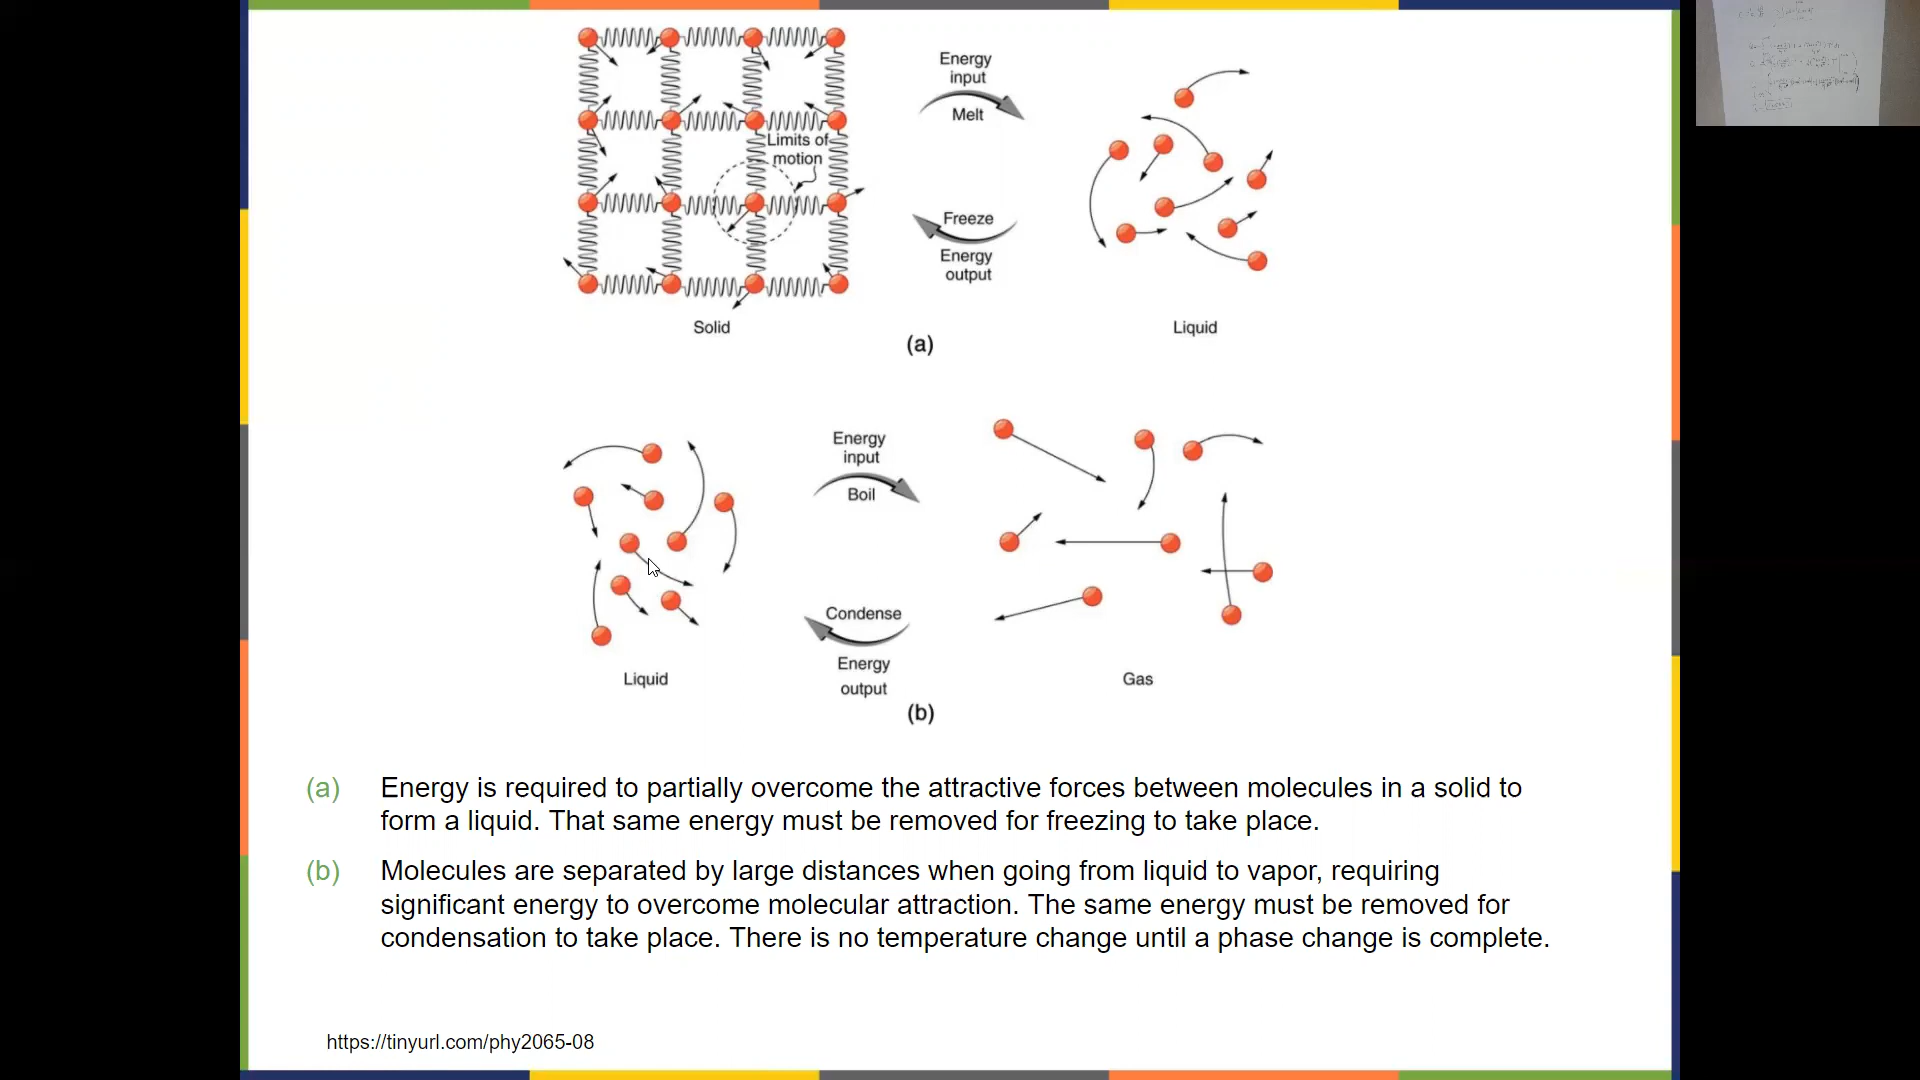 Energy
input
Melt
Limits of
motion
Freeze
Energy
output
Solid
Liquid
(a)
Energy
input
Boil
Condense
Energy
output
Liquid
Gas
(b)
(a) Energy is required to partially overcome the attractive forces between molecules in a solid to
form a liquid. That same energy must be removed for freezing to take place.
(b) Molecules are separated by large distances when going from liquid to vapor, requiring
significant energy to overcome molecular attraction. The same energy must be removed for
condensation to take place. There is no temperature change until a phase change is complete.
https://tinyurl.com/phy2065-08